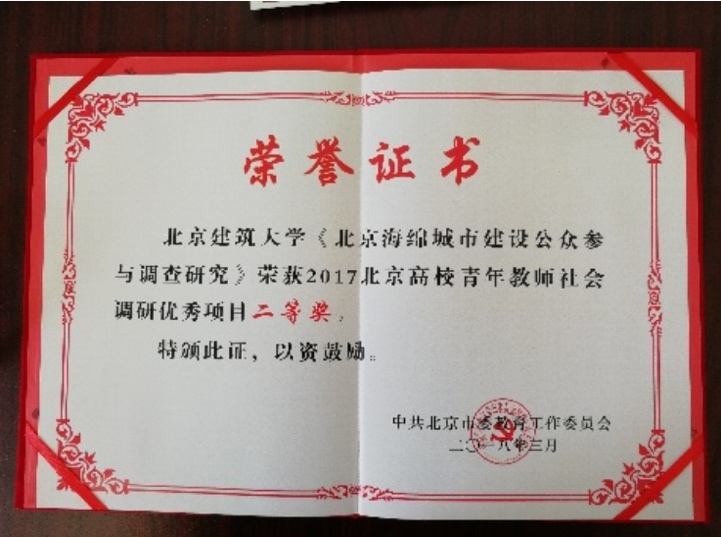 荣誉证书
北京建筑大学《北京海绵城市建设公众参
与调查研究》荣获2017北京高校青年教师社会
调研优秀项目二等奖。
特颁此证，以资鼓励。
中共北京市委教育工作委员会
二〇一八年三月